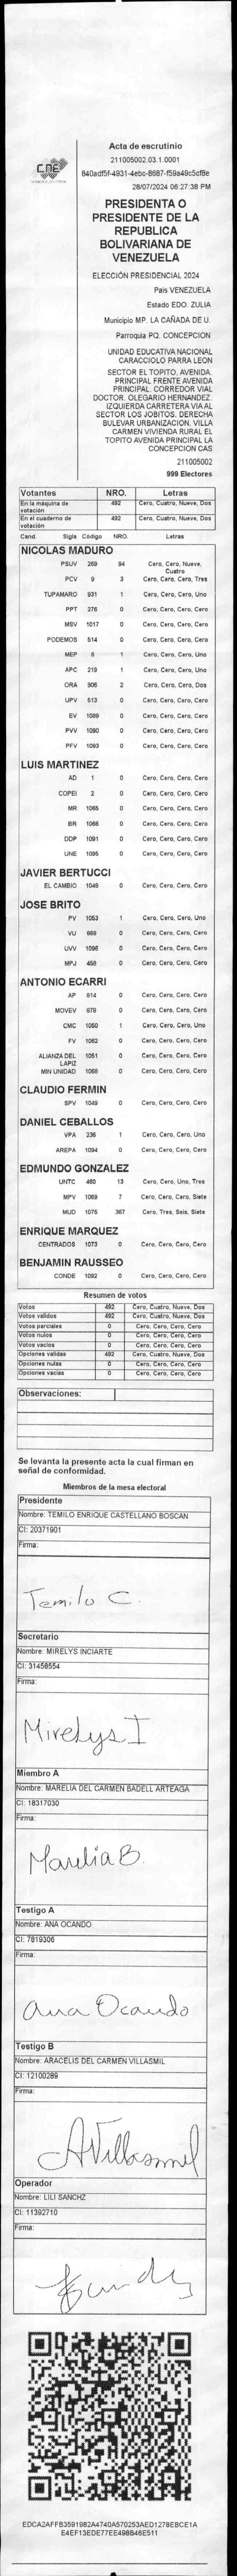 Acta de escrutinio
211005002.03.1.0001
840adf5f-4931-4ebc-8687-f59a49c5cf8e
28/07/2024 06:27:38 PM
CNE
PRESIDENTA O
PRESIDENTE DE LA
REPUBLICA
BOLIVARIANA DE
VENEZUELA
ELECCIÓN PRESIDENCIAL 2024
Pais VENEZUELA
Estado EDO. ZULIA
Municipio MP. LA CAÑADA DE U.
Parroquia PQ. CONCEPCION
UNIDAD EDUCATIVA NACIONAL
CARACCIOLO PARRA LEON
SECTOR EL TOPITO, AVENIDA.
PRINCIPAL FRENTE AVENIDA
PRINCIPAL. CORREDOR VIAL
DOCTOR. OLEGARIO HERNANDEZ.
IZQUIERDA CARRETERA VIA AL
SECTOR LOS JOBITOS. DERECHA
BULEVAR URBANIZACION. VILLA
CARMEN VIVIENDA RURAL EL
TOPITO AVENIDA PRINCIPAL LA
CONCEPCION CAS
211005002
999 Electores
Votantes NRO. Letras
En la máquina de votación 492 Cero, Cuatro, Nueve, Dos
En el cuaderno de votación 492 Cero, Cuatro, Nueve, Dos
Cand. Sigla Código NRO. Letras
NICOLAS MADURO
PSUV 269 94 Cero, Cero, Nueve, Cuatro
PCV 9 3 Cero, Cero, Cero, Tres
TUPAMARO 931 1 Cero, Cero, Cero, Uno
PPT 276 0 Cero, Cero, Cero, Cero
MSV 1017 0 Cero, Cero, Cero, Cero
PODEMOS 514 0 Cero, Cero, Cero, Cero
MEP 6 1 Cero, Cero, Cero, Uno
APC 219 1 Cero, Cero, Cero, Uno
ORA 906 2 Cero, Cero, Cero, Dos
UPV 613 0 Cero, Cero, Cero, Cero
EV 1089 0 Cero, Cero, Cero, Cero
PVV 1090 0 Cero, Cero, Cero, Cero
PFV 1093 0 Cero, Cero, Cero, Cero
LUIS MARTINEZ
AD 1 0 Cero, Cero, Cero, Cero
COPEI 2 0 Cero, Cero, Cero, Cero
MR 1065 0 Cero, Cero, Cero, Cero
BR 1066 0 Cero, Cero, Cero, Cero
DDP 1091 0 Cero, Cero, Cero, Cero
UNE 1095 0 Cero, Cero, Cero, Cero
JAVIER BERTUCCI
EL CAMBIO 1048 0 Cero, Cero, Cero, Cero
JOSE BRITO
PV 1053 1 Cero, Cero, Cero, Uno
VU 868 0 Cero, Cero, Cero, Cero
UVV 1096 0 Cero, Cero, Cero, Cero
MPJ 458 0 Cero, Cero, Cero, Cero
ANTONIO ECARRI
AP 914 0 Cero, Cero, Cero, Cero
MOVEV 978 0 Cero, Cero, Cero, Cero
CMC 1050 1 Cero, Cero, Cero, Uno
FV 1062 0 Cero, Cero, Cero, Cero
ALIANZA DEL LAPIZ 1051 0 Cero, Cero, Cero, Cero
MIN UNIDAD 1068 0 Cero, Cero, Cero, Cero
CLAUDIO FERMIN
SPV 1049 0 Cero, Cero, Cero, Cero
DANIEL CEBALLOS
VPA 236 1 Cero, Cero, Cero, Uno
AREPA 1094 0 Cero, Cero, Cero, Cero
EDMUNDO GONZALEZ
UNTC 460 13 Cero, Cero, Uno, Tres
MPV 1069 7 Cero, Cero, Cero, Siete
MUD 1075 367 Cero, Tres, Seis, Siete
ENRIQUE MARQUEZ
CENTRADOS 1073 0 Cero, Cero, Cero, Cero
BENJAMIN RAUSSEO
CONDE 1092 0 Cero, Cero, Cero, Cero
Resumen de votos
Votos 492 Cero, Cuatro, Nueve, Dos
Votos validos 492 Cero, Cuatro, Nueve, Dos
Votos parciales 0 Cero, Cero, Cero, Cero
Votos nulos 0 Cero, Cero, Cero, Cero
Votos vacios 0 Cero, Cero, Cero, Cero
Opciones validas 492 Cero, Cuatro, Nueve, Dos
Opciones nulas 0 Cero, Cero, Cero, Cero
Opciones vacias 0 Cero, Cero, Cero, Cero
Observaciones:
Se levanta la presente acta la cual firman en
señal de conformidad.
Miembros de la mesa electoral
Presidente
Nombre: TEMILO ENRIQUE CASTELLANO BOSCAN
CI: 20371901
Firma:
Temilo C.
Secretario
Nombre: MIRELYS INCIARTE
CI: 31458554
Firma:
Mirelys I
Miembro A
Nombre: MARELIA DEL CARMEN BADELL ARTEAGA
CI: 18317030
Firma:
Marelia B.
Testigo A
Nombre: ANA OCANDO
CI: 7819306
Firma:
Ana Ocando
Testigo B
Nombre: ARACELIS DEL CARMEN VILLASMIL
CI: 12100289
Firma:
AVillasmil
Operador
Nombre: LILI SANCHZ
CI: 11392710
Firma:
EDCA2AFFB3591982A4740A570253AED1278EBCE1A
E4EF13EDE77EE498B46E511